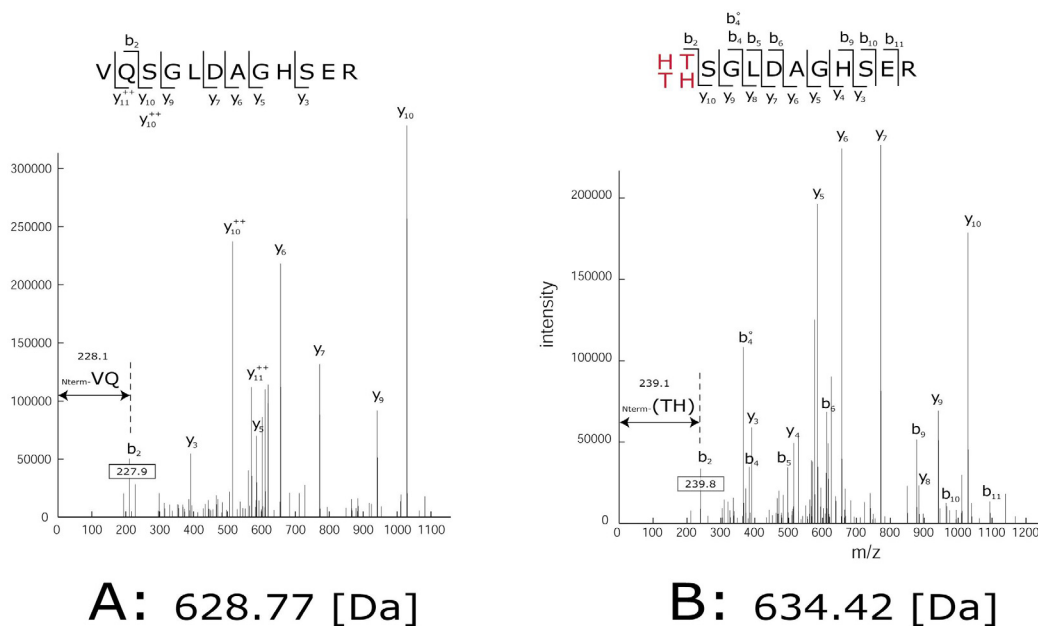 b2
VQSGLDAGHSER
y11++ y10 y9 y7 y6 y5 y3
y10++
300000
250000
200000
150000
100000
50000
0
0 100 200 300 400 500 600 700 800 900 1000 1100
228.1
Nterm-VQ
b2
227.9
y3
y10++
y11++
y5
y6
y7
y9
y10
A: 628.77 [Da]
b4°
b2 b4 b5 b6 b9 b10 b11
H T
T H
SGLDAGHSER
y10 y9 y8 y7 y6 y5 y4 y3
intensity
200000
150000
100000
50000
0
0 100 200 300 400 500 600 700 800 900 1000 1100 1200
m/z
239.1
Nterm-(TH)
b2
239.8
b4°
y3
b4
b5
y4
y5
b6
y6
y7
b9
y8
y9
b10
y10
b11
B: 634.42 [Da]